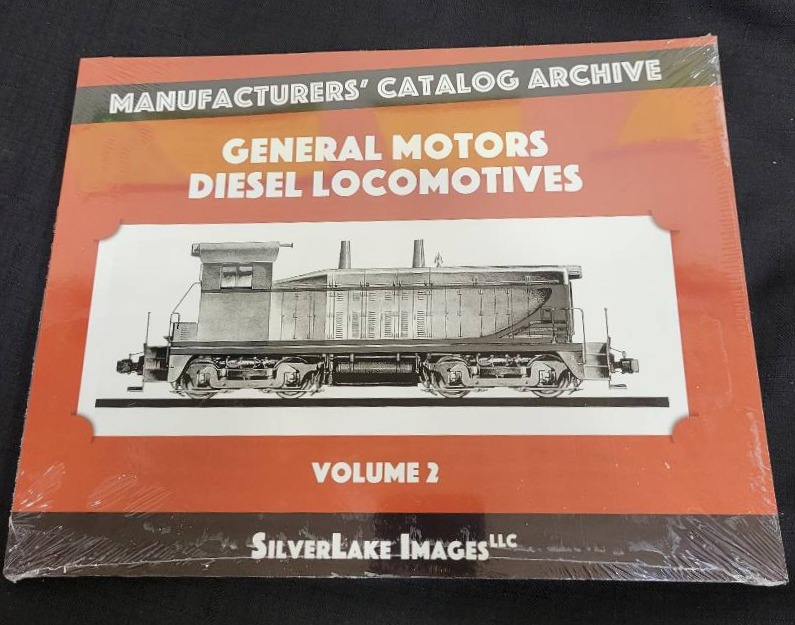 MANUFACTURERS' CATALOG ARCHIVE
GENERAL MOTORS
DIESEL LOCOMOTIVES
VOLUME 2
SILVERLAKE IMAGES LLC